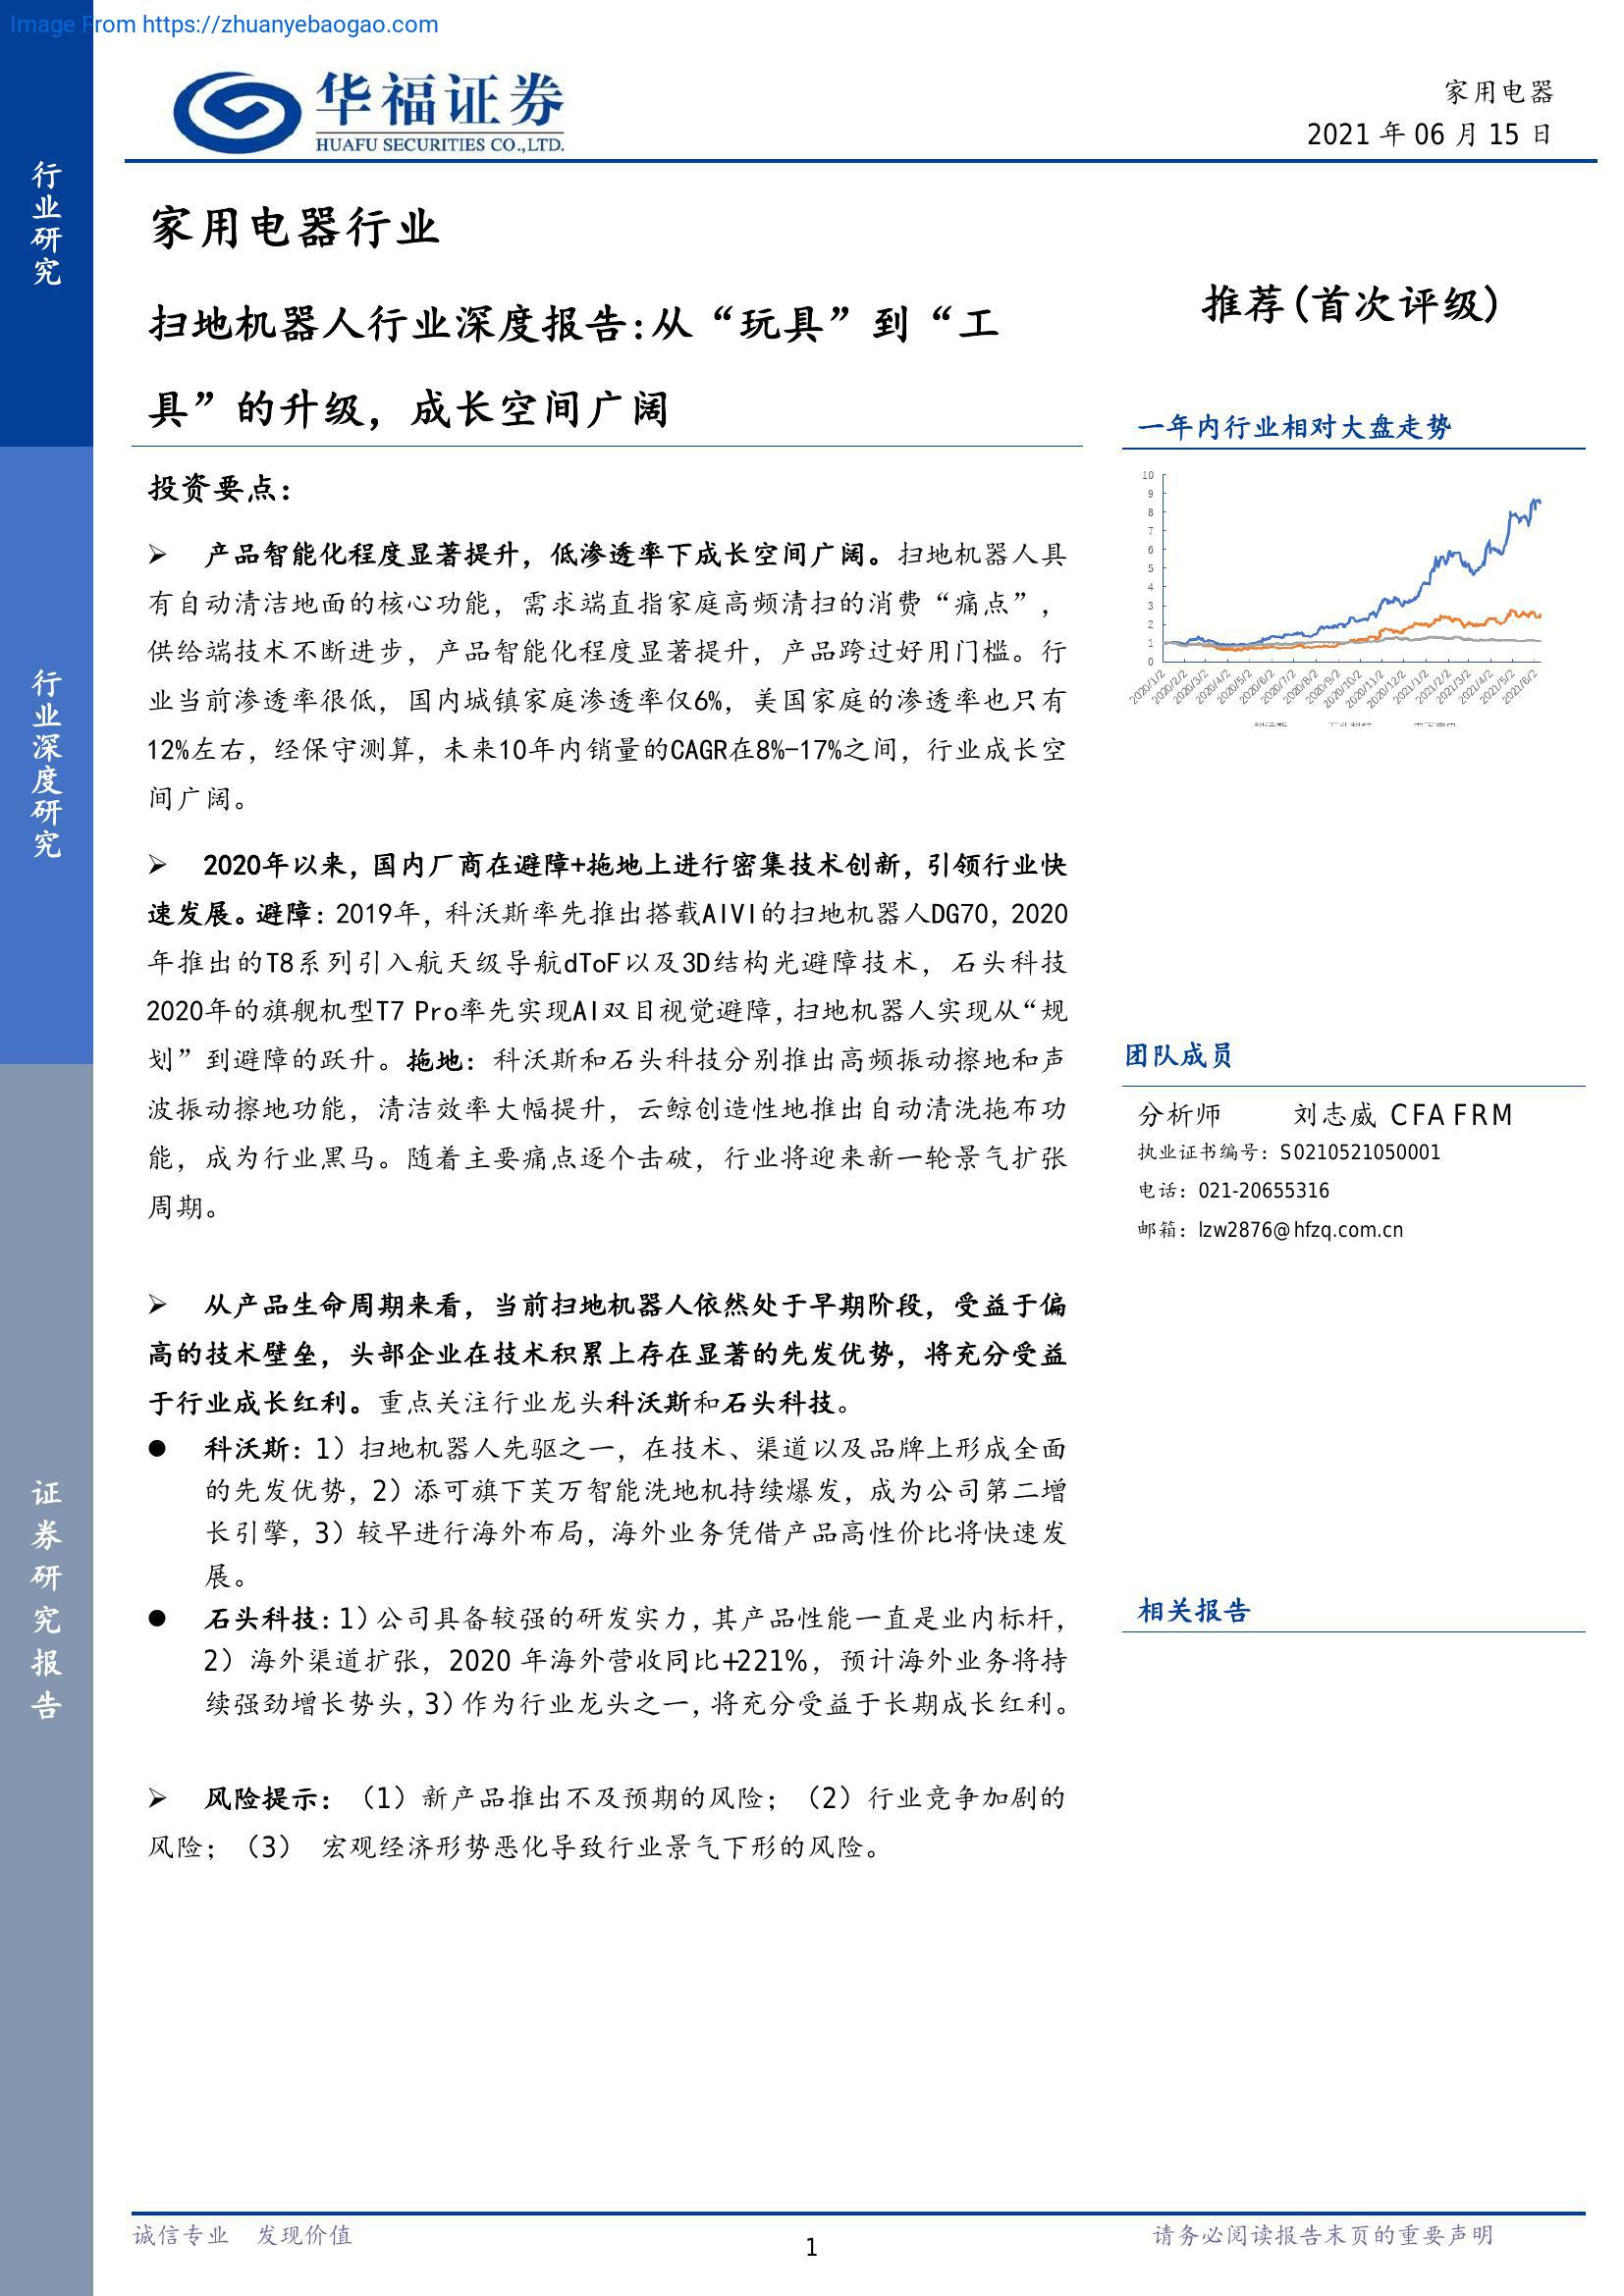 Image From https://zhuanyebaogao.com
华福证券
HUAFU SECURITIES CO.,LTD.
家用电器
2021 年 06 月 15 日
行业研究
行业深度研究
证券研究报告
家用电器行业
扫地机器人行业深度报告:从“玩具”到“工
具”的升级，成长空间广阔
投资要点：
➢ 产品智能化程度显著提升，低渗透率下成长空间广阔。扫地机器人具
有自动清洁地面的核心功能，需求端直指家庭高频清扫的消费“痛点”，
供给端技术不断进步，产品智能化程度显著提升，产品跨过好用门槛。行
业当前渗透率很低，国内城镇家庭渗透率仅6%，美国家庭的渗透率也只有
12%左右，经保守测算，未来10年内销量的CAGR在8%-17%之间，行业成长空
间广阔。
➢ 2020年以来，国内厂商在避障+拖地上进行密集技术创新，引领行业快
速发展。避障：2019年，科沃斯率先推出搭载AIVI的扫地机器人DG70，2020
年推出的T8系列引入航天级导航dToF以及3D结构光避障技术，石头科技
2020年的旗舰机型T7 Pro率先实现AI双目视觉避障，扫地机器人实现从“规
划”到避障的跃升。拖地：科沃斯和石头科技分别推出高频振动擦地和声
波振动擦地功能，清洁效率大幅提升，云鲸创造性地推出自动清洗拖布功
能，成为行业黑马。随着主要痛点逐个击破，行业将迎来新一轮景气扩张
周期。
➢ 从产品生命周期来看，当前扫地机器人依然处于早期阶段，受益于偏
高的技术壁垒，头部企业在技术积累上存在显著的先发优势，将充分受益
于行业成长红利。重点关注行业龙头科沃斯和石头科技。
● 科沃斯：1）扫地机器人先驱之一，在技术、渠道以及品牌上形成全面
的先发优势，2）添可旗下芙万智能洗地机持续爆发，成为公司第二增
长引擎，3）较早进行海外布局，海外业务凭借产品高性价比将快速发
展。
● 石头科技：1）公司具备较强的研发实力，其产品性能一直是业内标杆，
2）海外渠道扩张，2020 年海外营收同比+221%，预计海外业务将持
续强劲增长势头，3）作为行业龙头之一，将充分受益于长期成长红利。
➢ 风险提示：（1）新产品推出不及预期的风险；（2）行业竞争加剧的
风险；（3） 宏观经济形势恶化导致行业景气下形的风险。
推荐(首次评级)
一年内行业相对大盘走势
10
9
8
7
6
5
4
3
2
1
0
2020/1/2 2020/2/2 2020/3/2 2020/4/2 2020/5/2 2020/6/2 2020/7/2 2020/8/2 2020/9/2 2020/10/2 2020/11/2 2020/12/2 2021/1/2 2021/2/2 2021/3/2 2021/4/2 2021/5/2 2021/6/2
团队成员
分析师 刘志威 CFA FRM
执业证书编号：S0210521050001
电话：021-20655316
邮箱：lzw2876@hfzq.com.cn
相关报告
诚信专业 发现价值
1
请务必阅读报告末页的重要声明